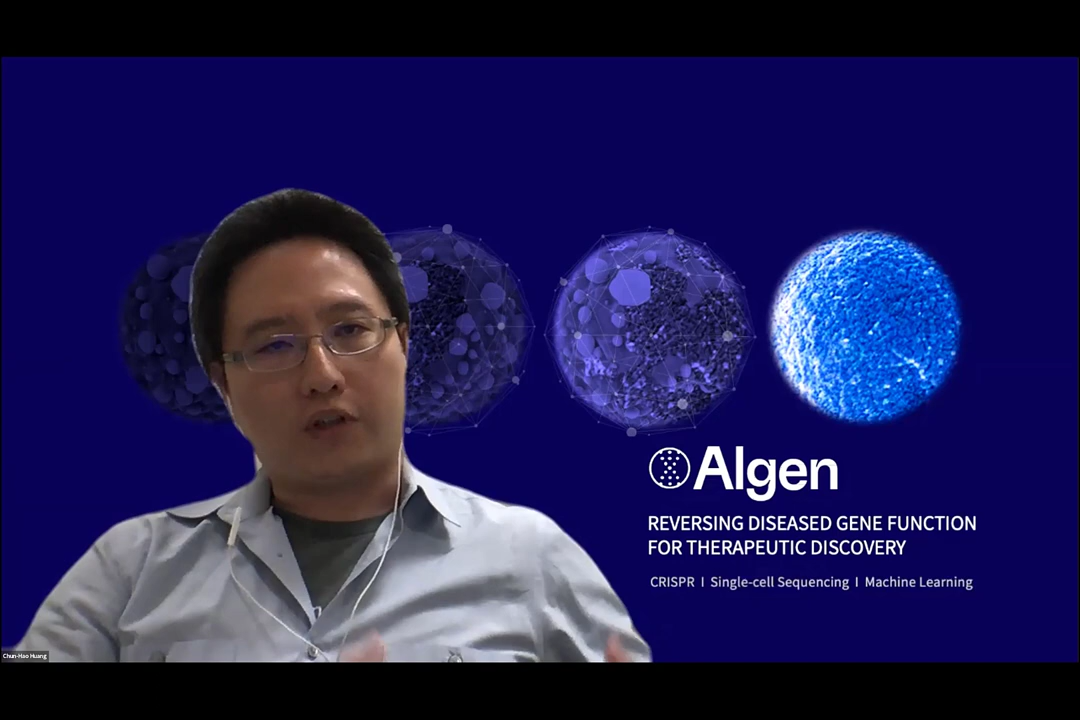 Algen
REVERSING DISEASED GENE FUNCTION
FOR THERAPEUTIC DISCOVERY
CRISPR I Single-cell Sequencing I Machine Learning
Chun-Hao Huang